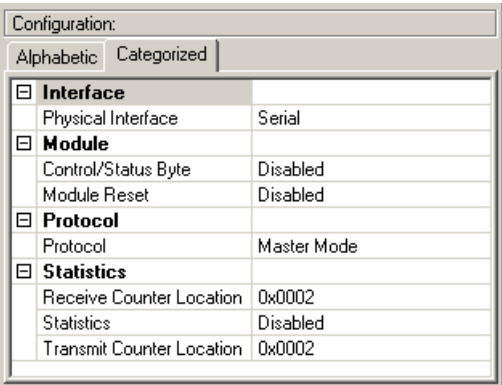 Configuration:
Alphabetic Categorized
Interface
Physical Interface Serial
Module
Control/Status Byte Disabled
Module Reset Disabled
Protocol
Protocol Master Mode
Statistics
Receive Counter Location 0x0002
Statistics Disabled
Transmit Counter Location 0x0002